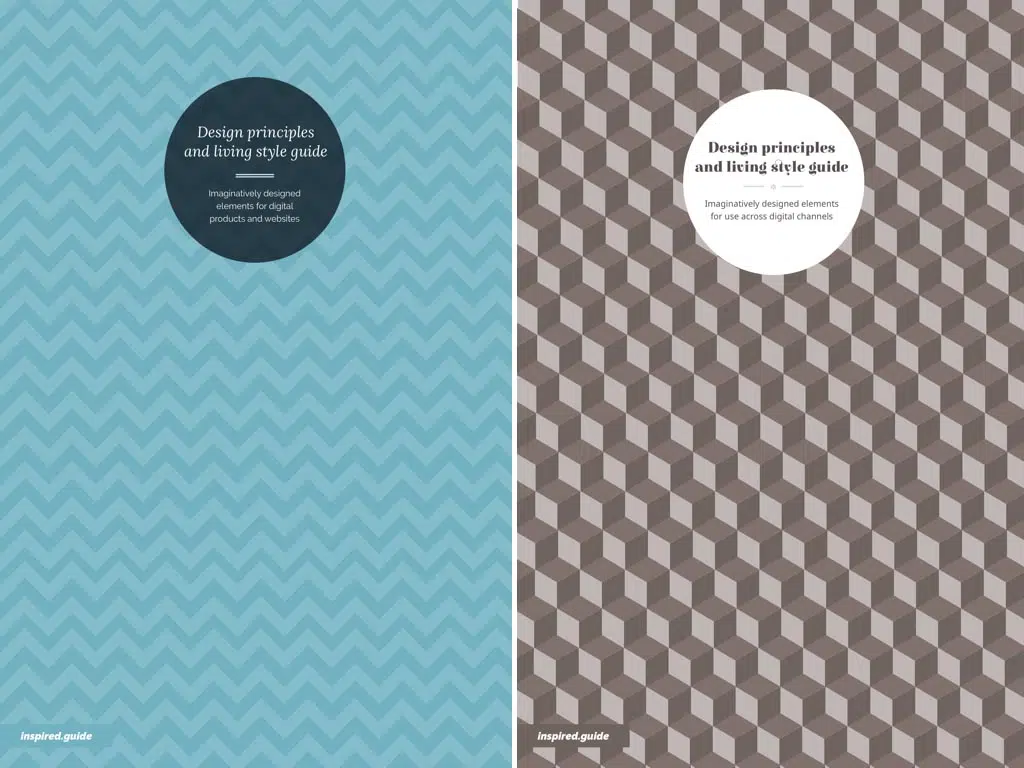 Design principles
and living style guide
Imaginatively designed
elements for digital
products and websites
inspired.guide
Design principles
and living style guide
Imaginatively designed elements
for use across digital channels
inspired.guide